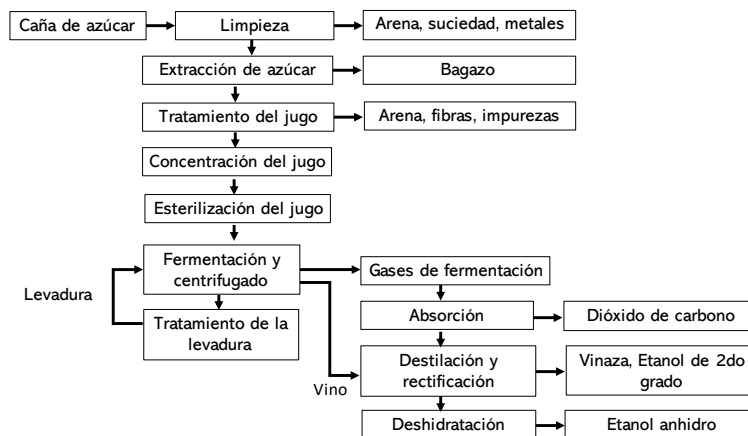 Caña de azúcar
Limpieza
Arena, suciedad, metales
Extracción de azúcar
Bagazo
Tratamiento del jugo
Arena, fibras, impurezas
Concentración del jugo
Esterilización del jugo
Fermentación y
centrifugado
Gases de fermentación
Levadura
Tratamiento de la
levadura
Absorción
Dióxido de carbono
Vino
Destilación y
rectificación
Vinaza, Etanol de 2do
grado
Deshidratación
Etanol anhidro